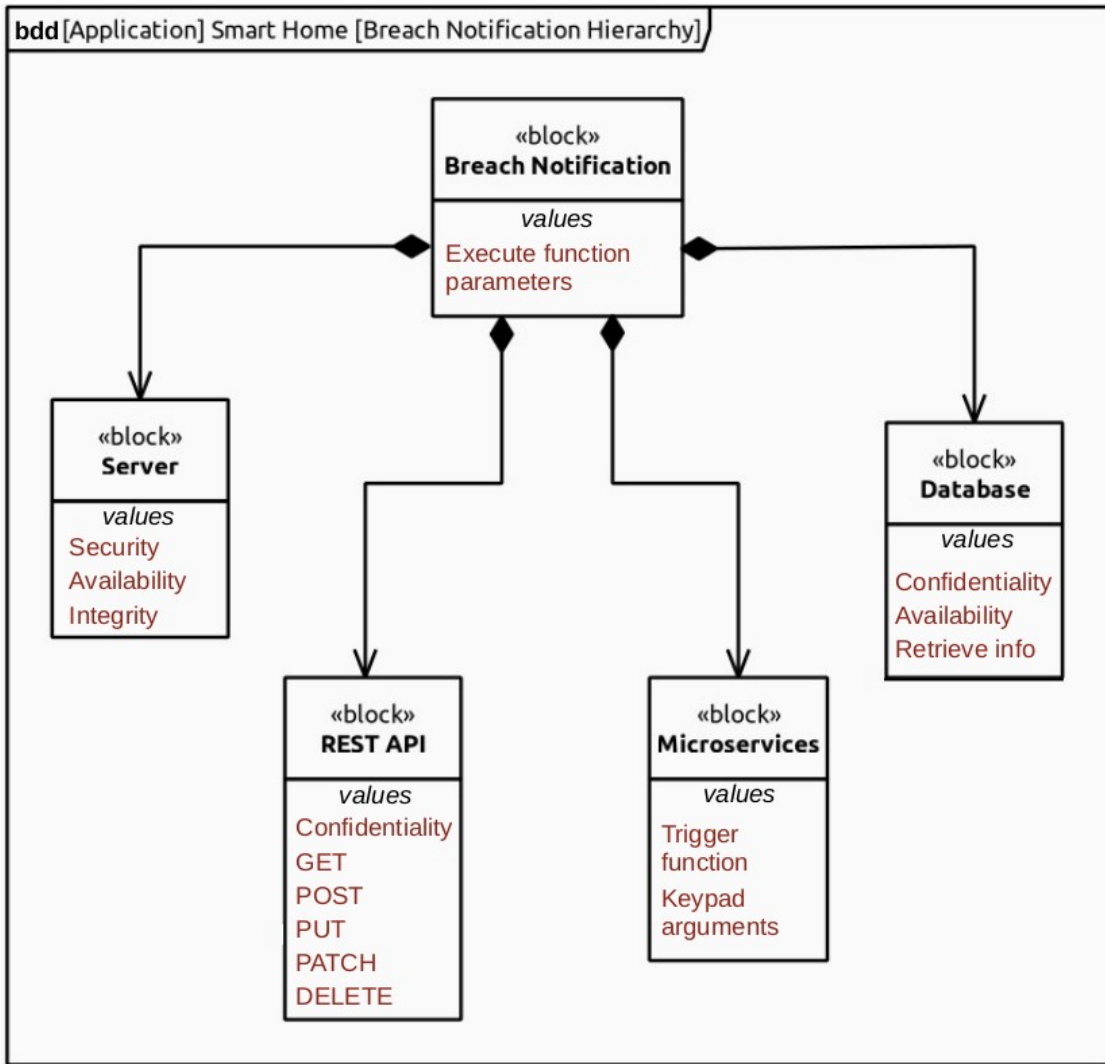 bdd [Application] Smart Home [Breach Notification Hierarchy]
«block»
Breach Notification
values
Execute function
parameters
«block»
Server
values
Security
Availability
Integrity
«block»
Database
values
Confidentiality
Availability
Retrieve info
«block»
REST API
values
Confidentiality
GET
POST
PUT
PATCH
DELETE
«block»
Microservices
values
Trigger
function
Keypad
arguments